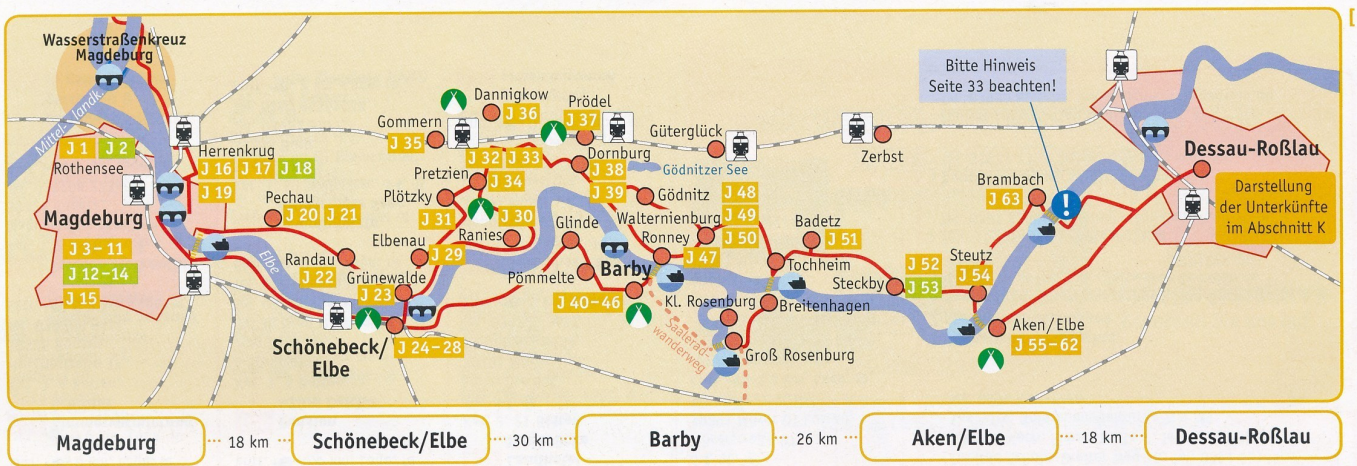 Wasserstraßenkreuz
Magdeburg
Mittellandk.
J 1
J 2
Rothensee
Herrenkrug
J 16 J 17 J 18
J 19
Magdeburg
J 3-11
J 12-14
J 15
Pechau
J 20 J 21
Randau
J 22
Elbe
Grünewalde
J 23
Elbenau
J 29
Schönebeck/
Elbe
J 24-28
Gommern
J 35
Dannigkow
J 36
Prödel
J 37
Pretzien
J 32 J 33
J 34
Plötzky
J 31
Ranies
J 30
Dornburg
J 38
J 39
Gödnitzer See
Güterglück
Gödnitz
J 48
Walternienburg
J 49
J 50
Glinde
Pömmelte
Ronney
J 47
Barby
J 40-46
Kl. Rosenburg
Groß Rosenburg
Saalerad-
wanderweg
Badetz
J 51
Tochheim
Breitenhagen
Zerbst
Steckby
J 52
J 53
Steutz
J 54
Brambach
J 63
Aken/Elbe
J 55-62
Bitte Hinweis
Seite 33 beachten!
!
Dessau-Roßlau
Darstellung
der Unterkünfte
im Abschnitt K
Magdeburg 18 km Schönebeck/Elbe 30 km Barby 26 km Aken/Elbe 18 km Dessau-Roßlau